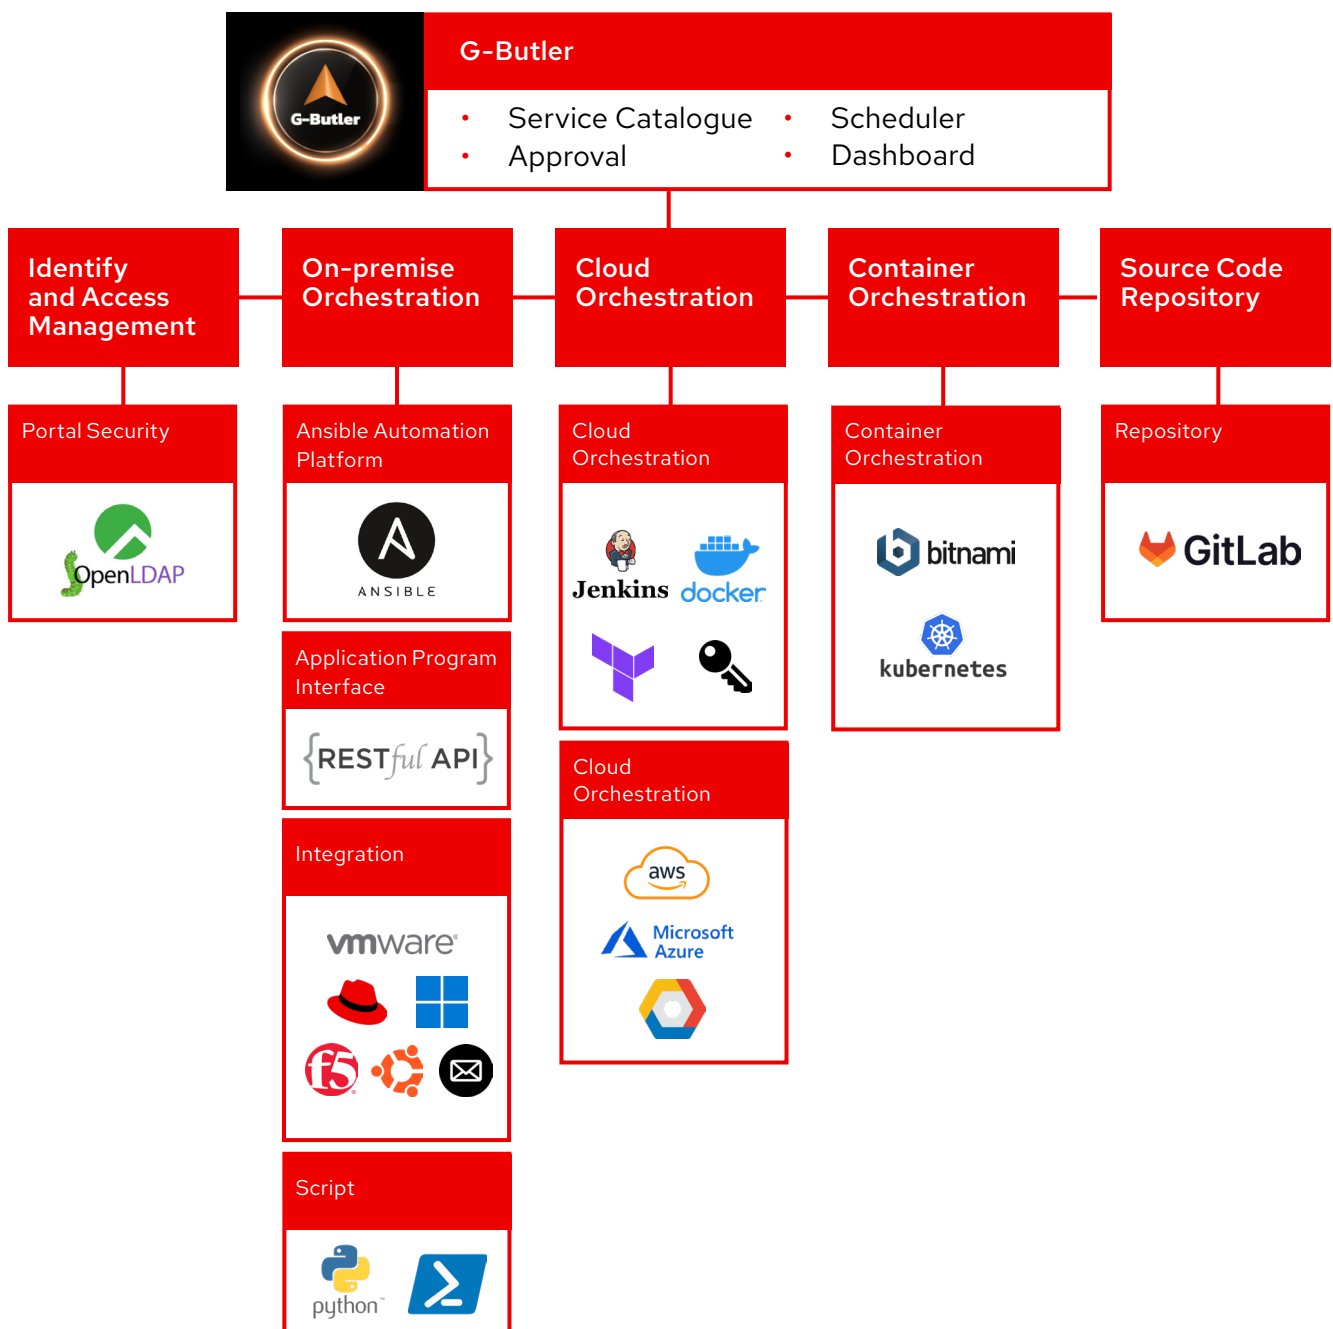 G-Butler
G-Butler
• Service Catalogue
• Approval
• Scheduler
• Dashboard
Identify
and Access
Management
On-premise
Orchestration
Cloud
Orchestration
Container
Orchestration
Source Code
Repository
Portal Security
OpenLDAP
Ansible Automation
Platform
A
ANSIBLE
Application Program
Interface
{RESTful API}
Integration
vmware®
f5®
Script
python™
Cloud
Orchestration
Jenkins
docker
Cloud
Orchestration
aws
Microsoft
Azure
Container
Orchestration
b
bitnami
kubernetes
Repository
GitLab